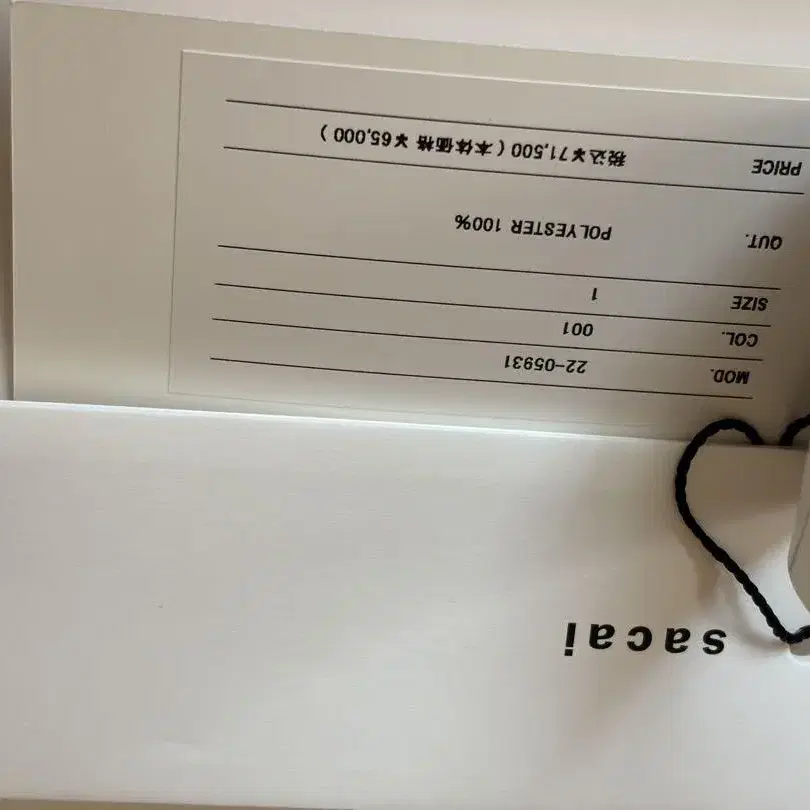 sacai
MOD. 22-05931
COL. 001
SIZE 1
QUT. POLYESTER 100%
PRICE 税込¥71,500(本体価格 ¥65,000)